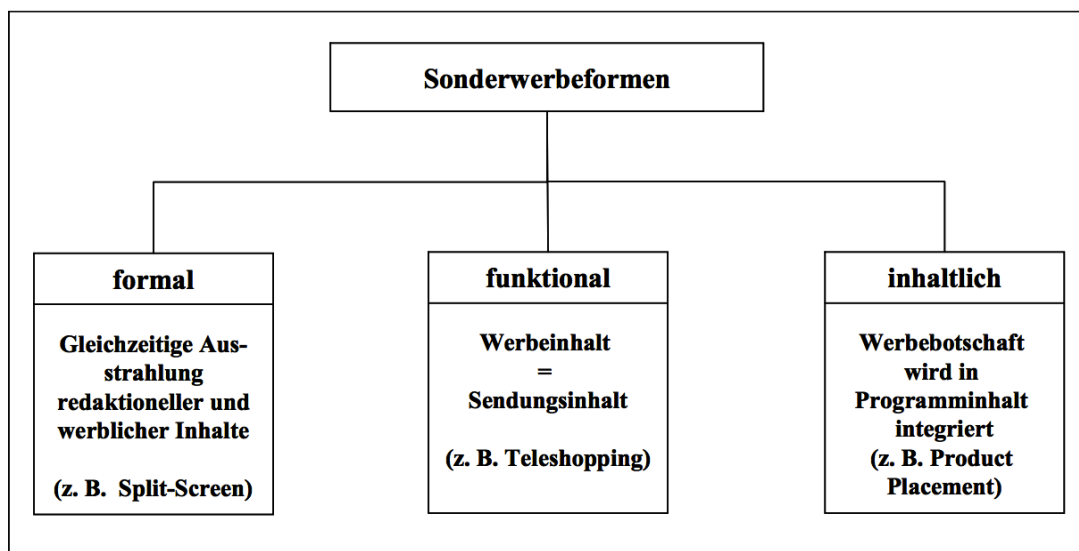 Sonderwerbeformen
formal
Gleichzeitige Aus-
strahlung
redaktioneller und
werblicher Inhalte
(z. B. Split-Screen)
funktional
Werbeinhalt
=
Sendungsinhalt
(z. B. Teleshopping)
inhaltlich
Werbebotschaft
wird in
Programminhalt
integriert
(z. B. Product
Placement)